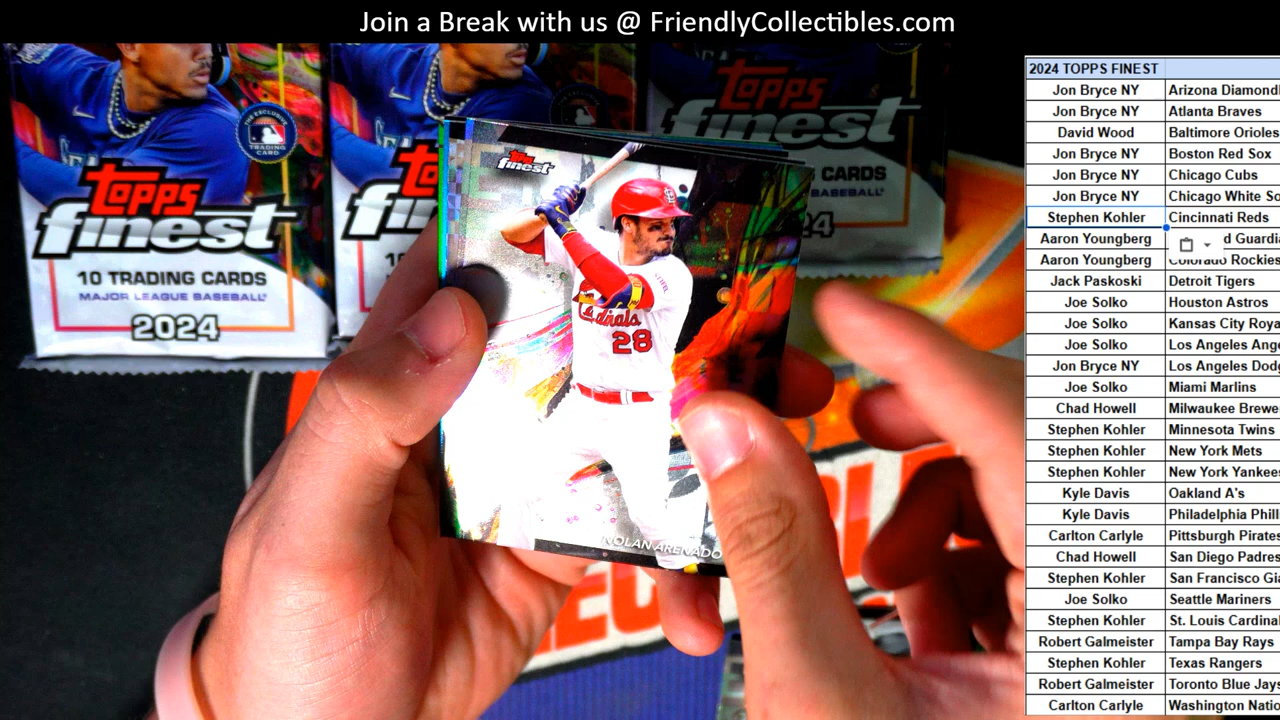 Join a Break with us @ FriendlyCollectibles.com
topps
finest
10 TRADING CARDS
MAJOR LEAGUE BASEBALL
2024
THE EXCLUSIVE
MLB
TRADING
CARD
topps
finest
CARDS
BASEBALL
24
topps
finest
Cardinals
28
NOLAN ARENADO
2024 TOPPS FINEST
Jon Bryce NY Arizona Diamond
Jon Bryce NY Atlanta Braves
David Wood Baltimore Orioles
Jon Bryce NY Boston Red Sox
Jon Bryce NY Chicago Cubs
Jon Bryce NY Chicago White So
Stephen Kohler Cincinnati Reds
Aaron Youngberg d Guardia
Aaron Youngberg Colorado Rockies
Jack Paskoski Detroit Tigers
Joe Solko Houston Astros
Joe Solko Kansas City Roya
Joe Solko Los Angeles Ang
Jon Bryce NY Los Angeles Dodg
Joe Solko Miami Marlins
Chad Howell Milwaukee Brewe
Stephen Kohler Minnesota Twins
Stephen Kohler New York Mets
Stephen Kohler New York Yankee
Kyle Davis Oakland A's
Kyle Davis Philadelphia Phill
Carlton Carlyle Pittsburgh Pirates
Chad Howell San Diego Padres
Stephen Kohler San Francisco Gia
Joe Solko Seattle Mariners
Stephen Kohler St. Louis Cardinal
Robert Galmeister Tampa Bay Rays
Stephen Kohler Texas Rangers
Robert Galmeister Toronto Blue Jays
Carlton Carlyle Washington Natio